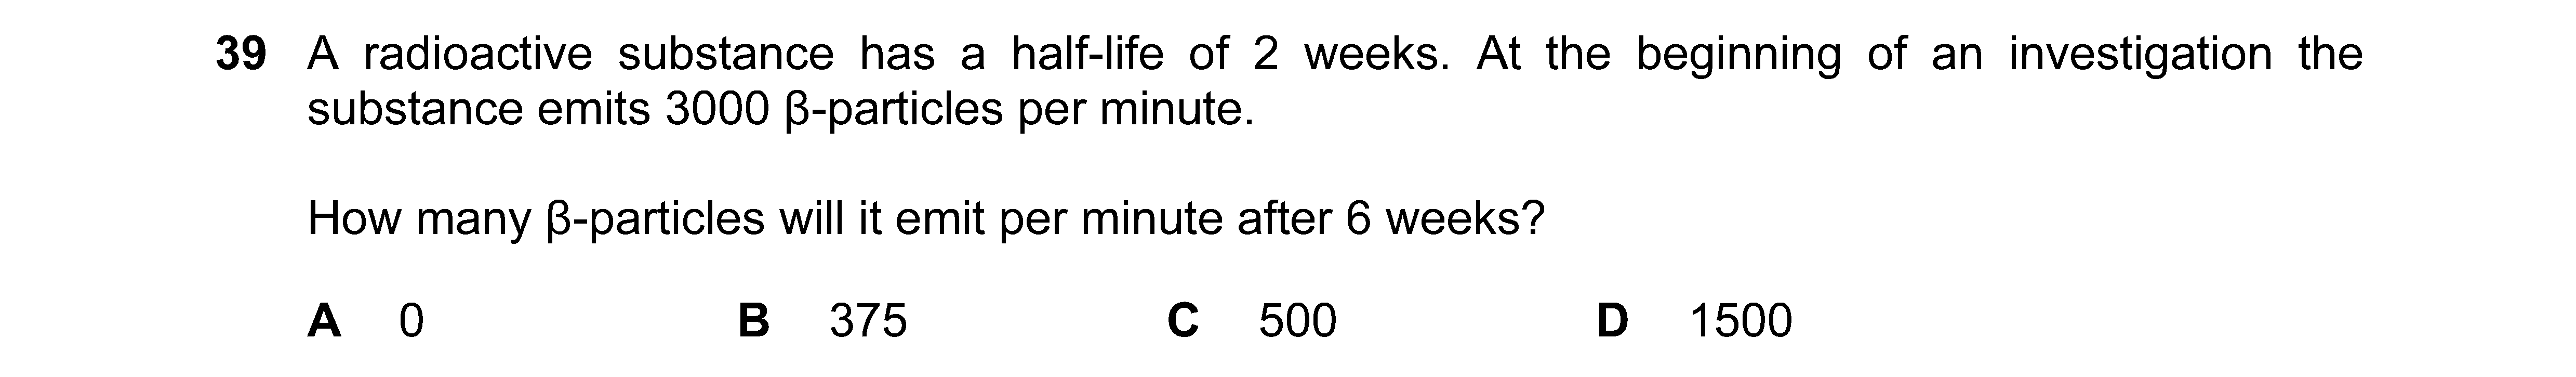 39 A radioactive substance has a half-life of 2 weeks. At the beginning of an investigation the
substance emits 3000 β-particles per minute.
How many β-particles will it emit per minute after 6 weeks?
A 0 B 375 C 500 D 1500